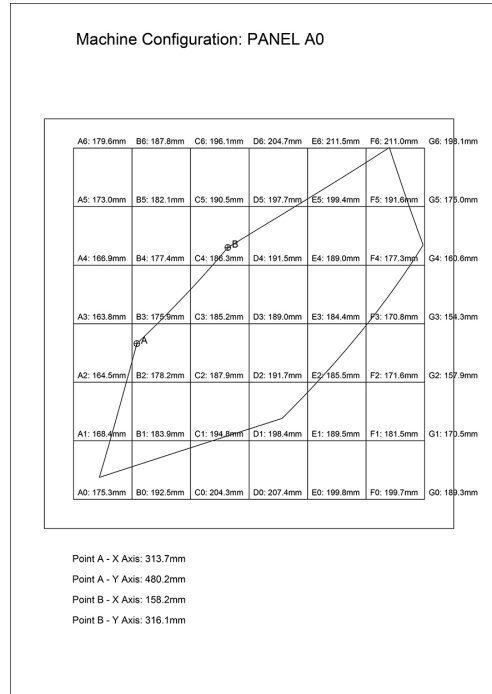 Machine Configuration: PANEL A0
A6: 179.6mm B6: 187.8mm C6: 196.1mm D6: 204.7mm E6: 211.5mm F6: 211.0mm G6: 198.1mm
A5: 173.0mm B5: 182.1mm C5: 190.5mm D5: 197.7mm E5: 199.4mm F5: 191.6mm G5: 175.0mm
B
A4: 166.9mm B4: 177.4mm C4: 186.3mm D4: 191.5mm E4: 189.0mm F4: 177.3mm G4: 160.6mm
A3: 163.8mm B3: 175.9mm C3: 185.2mm D3: 189.0mm E3: 184.4mm F3: 170.8mm G3: 154.3mm
A
A2: 164.5mm B2: 178.2mm C2: 187.9mm D2: 191.7mm E2: 185.5mm F2: 171.6mm G2: 157.9mm
A1: 168.4mm B1: 183.9mm C1: 194.8mm D1: 198.4mm E1: 189.5mm F1: 181.5mm G1: 170.5mm
A0: 175.3mm B0: 192.5mm C0: 204.3mm D0: 207.4mm E0: 199.8mm F0: 199.7mm G0: 189.3mm
Point A - X Axis: 313.7mm
Point A - Y Axis: 480.2mm
Point B - X Axis: 158.2mm
Point B - Y Axis: 316.1mm